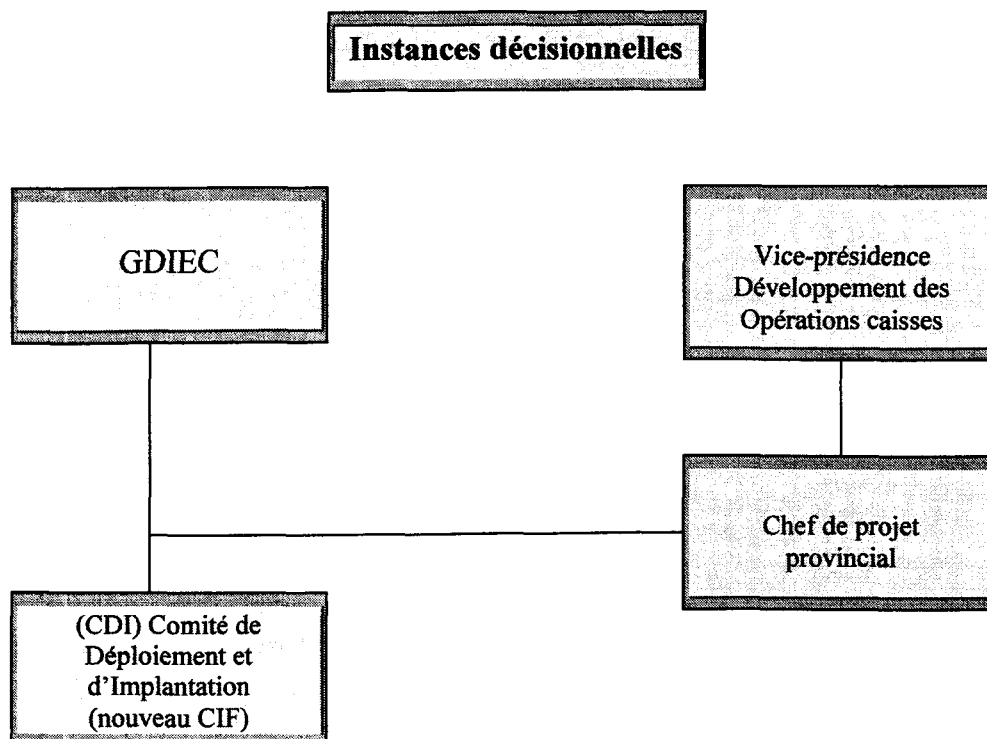 Instances décisionnelles
GDIEC
Vice-présidence
Développement des
Opérations caisses
Chef de projet
provincial
(CDI) Comité de
Déploiement et
d'Implantation
(nouveau CIF)